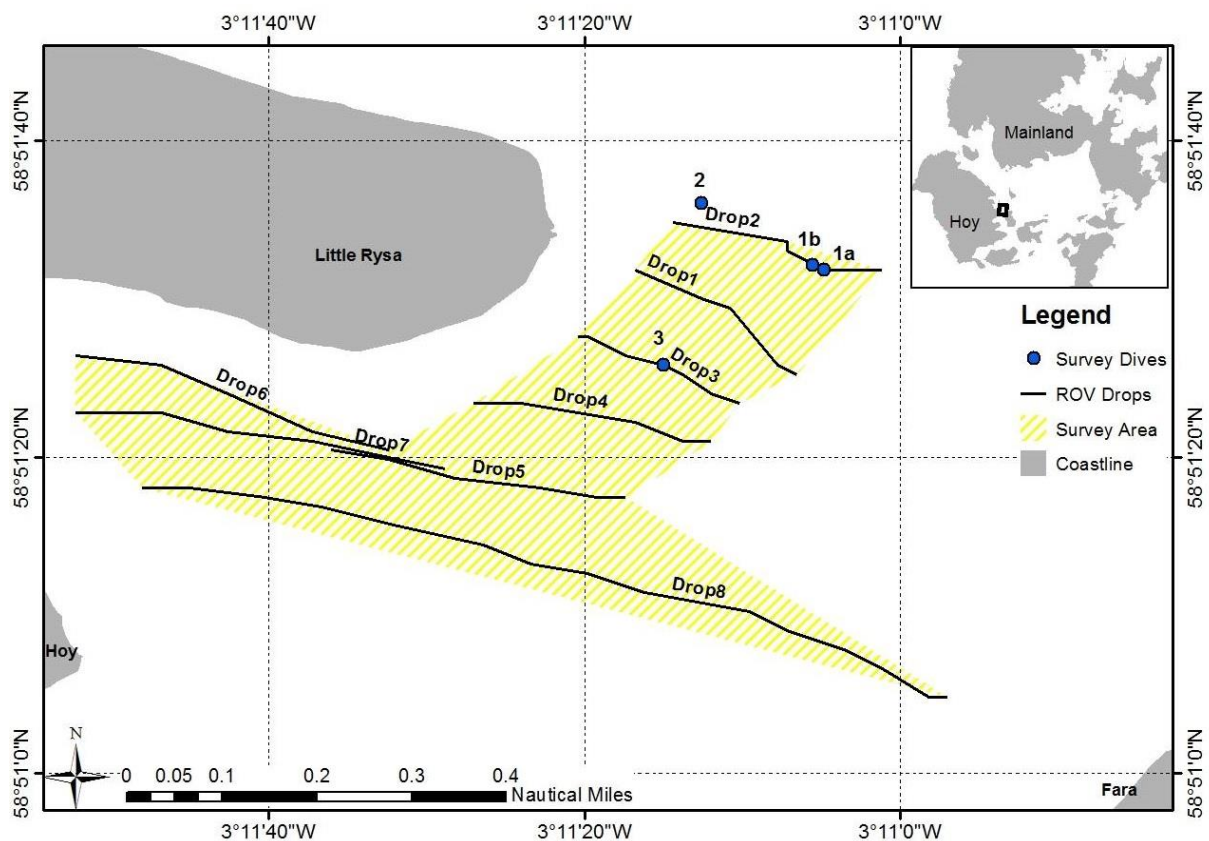 3°11'40"W 3°11'20"W 3°11'0"W
58°51'40"N
58°51'40"N
Mainland
Hoy
2
Drop2
1b
1a
Little Rysa
Drop1
Legend
3
Drop3
Survey Dives
Drop6
Drop4
ROV Drops
Survey Area
Drop7
58°51'20"N
58°51'20"N
Drop5
Coastline
Drop8
Hoy
N
0 0.05 0.1 0.2 0.3 0.4
Nautical Miles
Fara
58°51'0"N
58°51'0"N
3°11'40"W 3°11'20"W 3°11'0"W